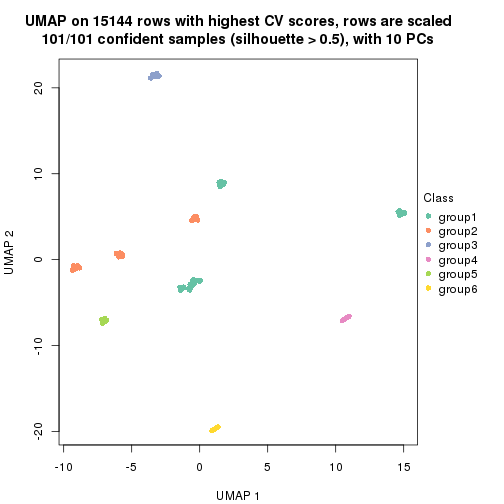 UMAP on 15144 rows with highest CV scores, rows are scaled
101/101 confident samples (silhouette > 0.5), with 10 PCs
20
10
0
-10
-20
UMAP 2
-10
-5
0
5
10
15
UMAP 1
Class
group1
group2
group3
group4
group5
group6